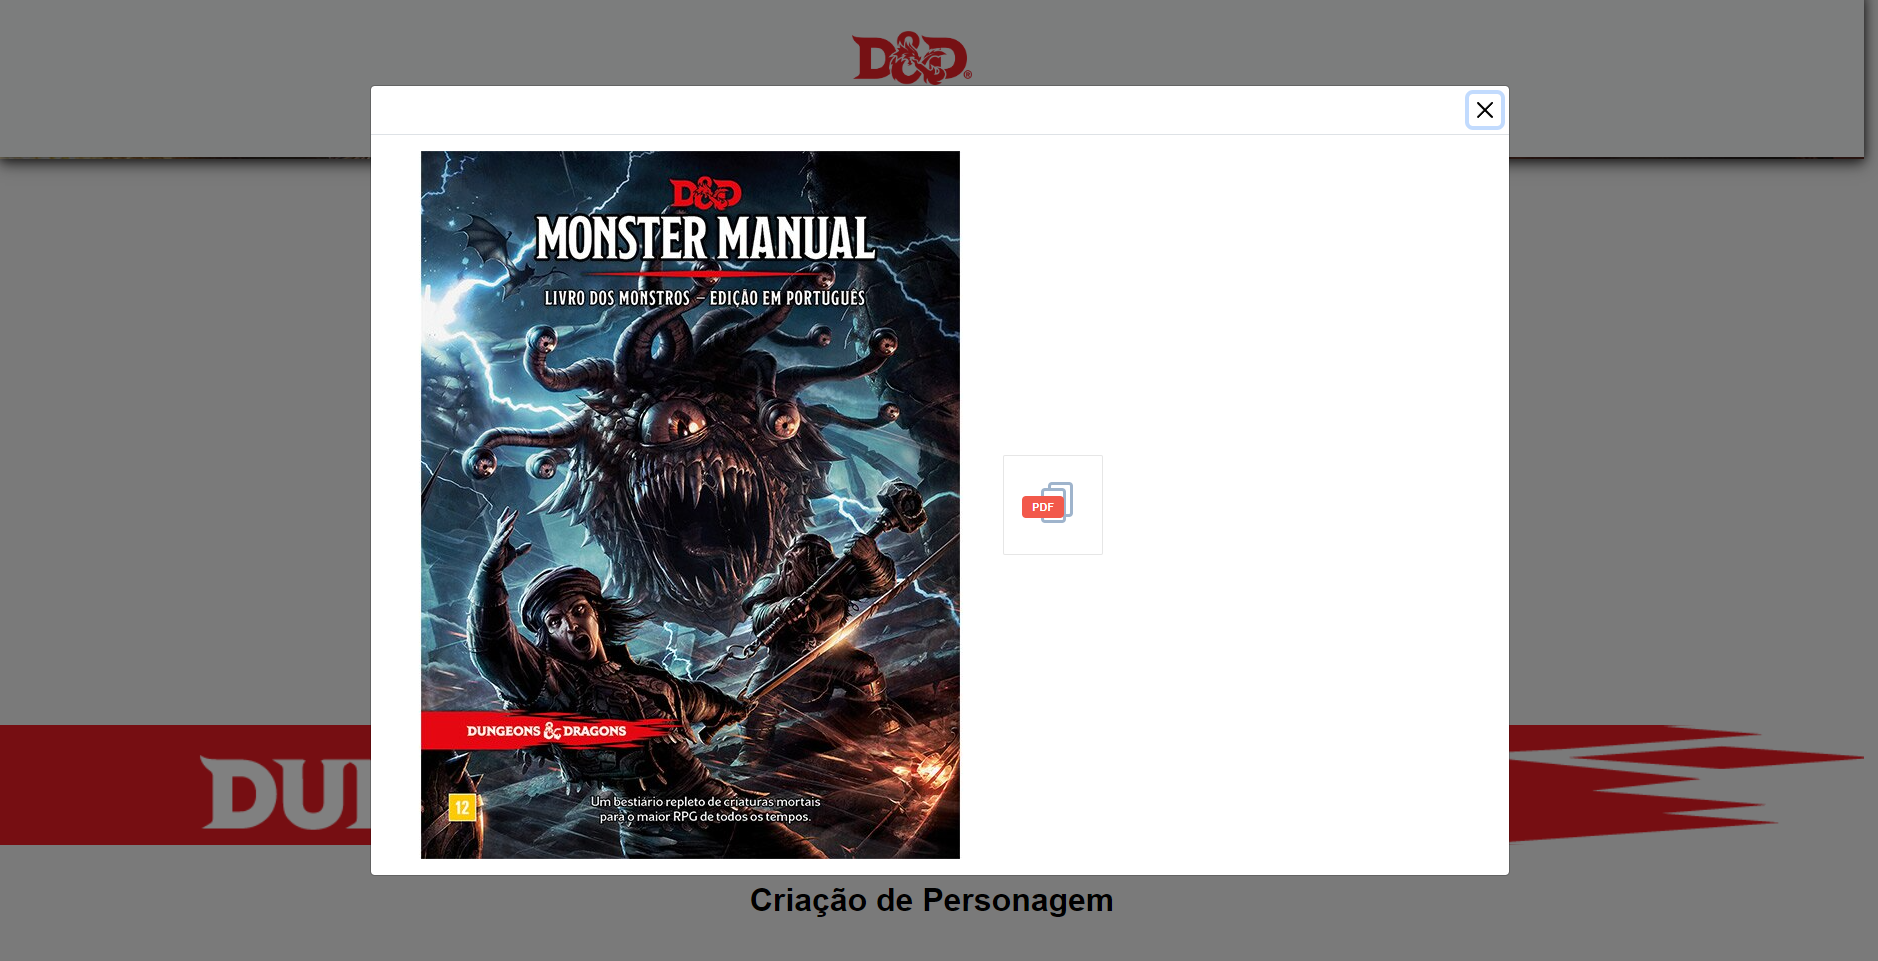 D&D®
D&D
MONSTER MANUAL
LIVRO DOS MONSTROS – EDIÇÃO EM PORTUGUÊS
PDF
DUNGEONS & DRAGONS
DU
12
Um bestiário repleto de criaturas mortais
para o maior RPG de todos os tempos.
Criação de Personagem